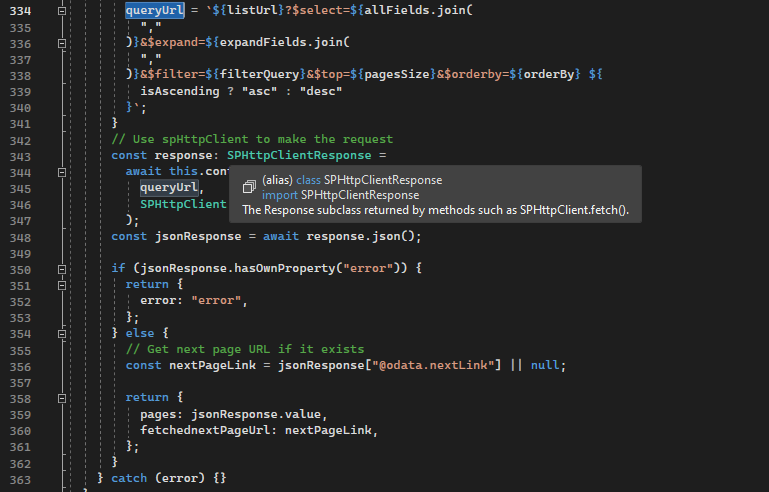 334 queryUrl = `${listUrl}?$select=${allFields.join(
335 ","
336 )}&$expand=${expandFields.join(
337 ","
338 )}&$filter=${filterQuery}&$top=${pagesSize}&$orderby=${orderBy} ${
339 isAscending ? "asc" : "desc"
340 }`;
341 }
342 // Use spHttpClient to make the request
343 const response: SPHttpClientResponse =
344 await this.con
(alias) class SPHttpClientResponse
345 queryUrl,
import SPHttpClientResponse
346 SPHttpClient
The Response subclass returned by methods such as SPHttpClient.fetch().
347 );
348 const jsonResponse = await response.json();
349
350 if (jsonResponse.hasOwnProperty("error")) {
351 return {
352 error: "error",
353 };
354 } else {
355 // Get next page URL if it exists
356 const nextPageLink = jsonResponse["@odata.nextLink"] || null;
357
358 return {
359 pages: jsonResponse.value,
360 fetchednextPageUrl: nextPageLink,
361 };
362 }
363 } catch (error) {}